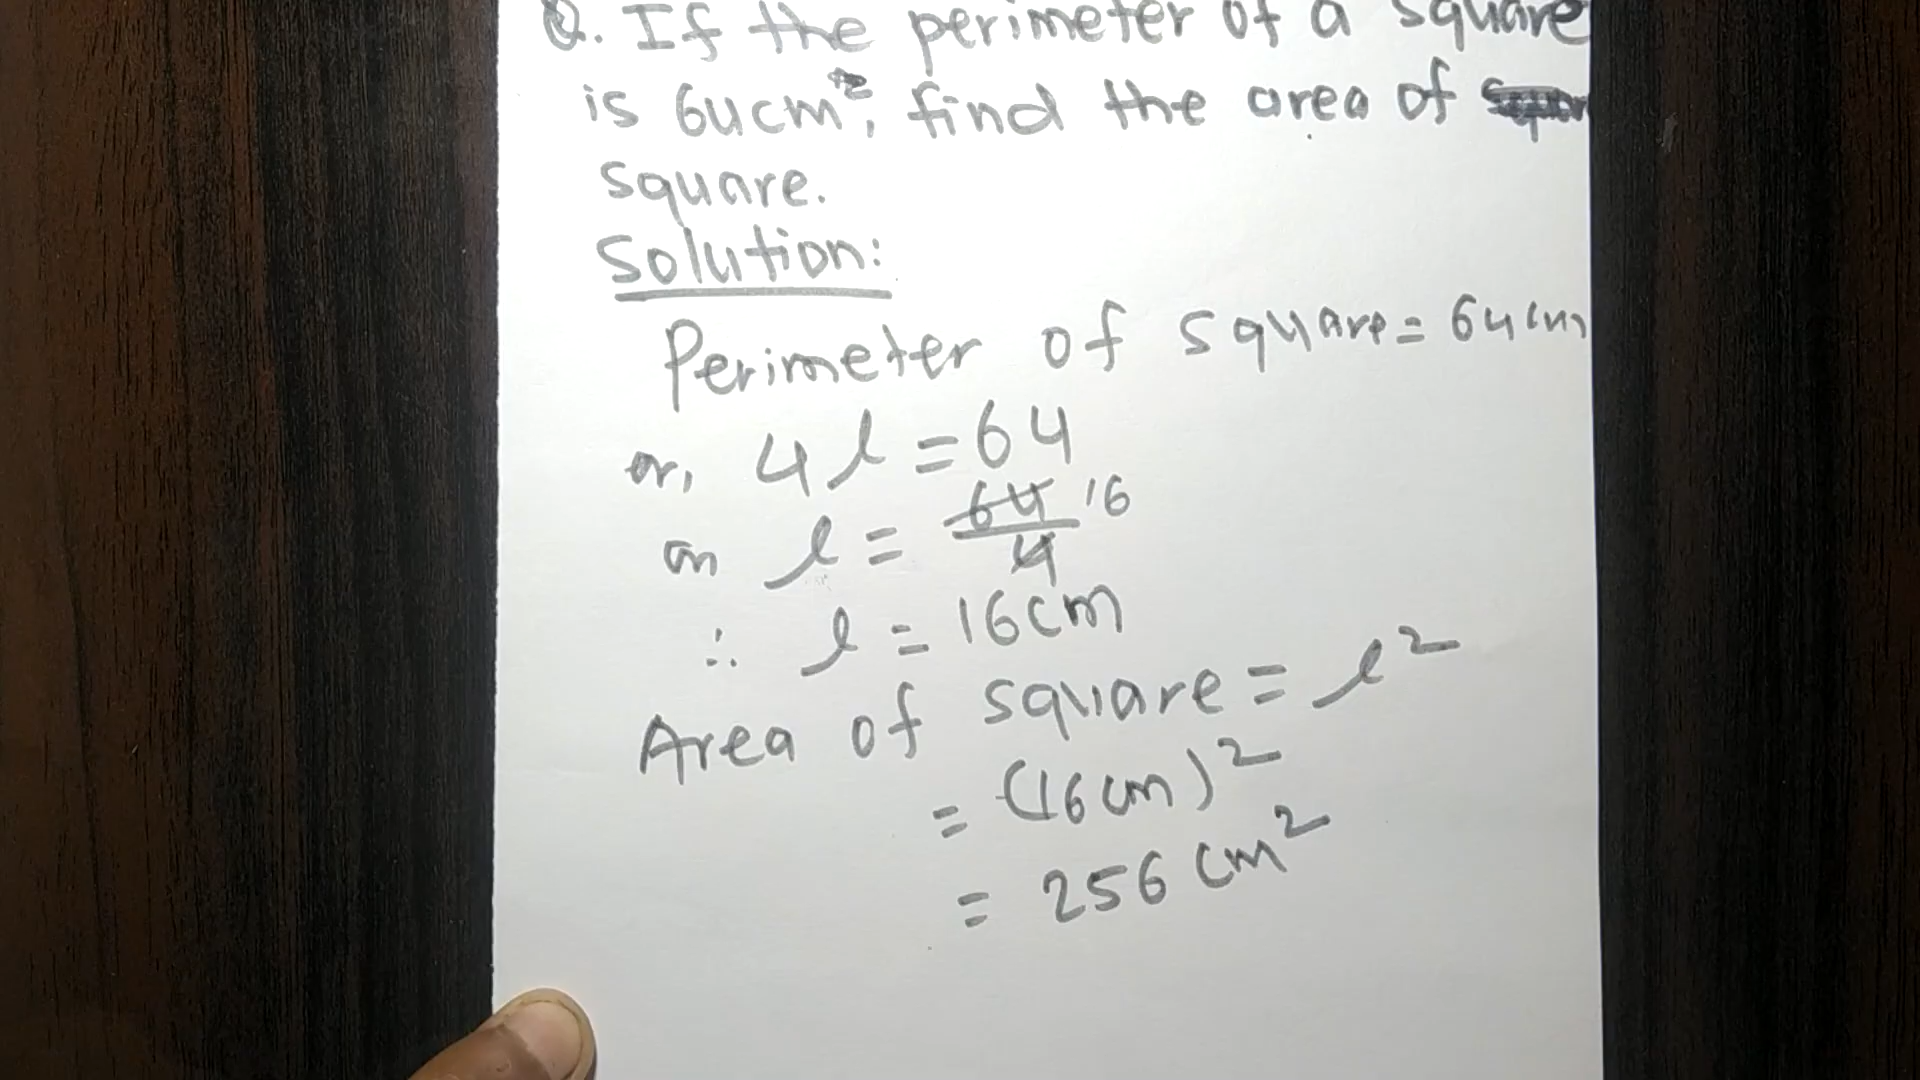 Q. If the perimeter of a square
is 64cm², find the area of
square.
Solution:
Perimeter of square = 64cm
or, 4l = 64
or l = 64/4 16
∴ l = 16cm
Area of square = l²
= (16cm)²
= 256 cm²